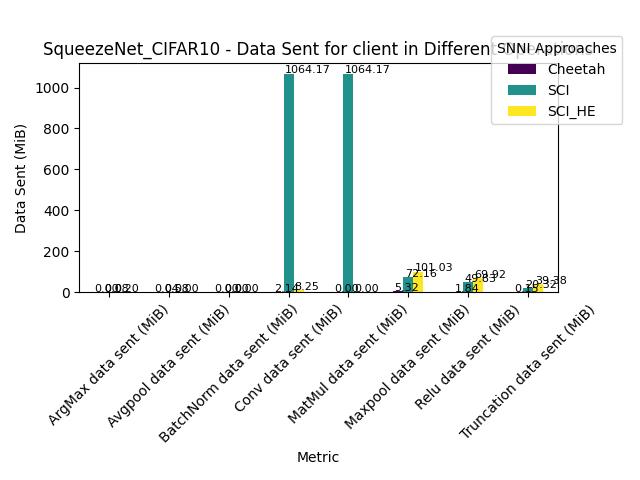 SqueezeNet_CIFAR10 - Data Sent for client in Different
SNN Approaches
Cheetah
SCI
SCI_HE
Data Sent (MiB)
1000
800
600
400
200
0
1064.17
1064.17
2.14
8.25
0.00
0.00
5.32
72.16
101.03
1.84
49.83
69.92
39.38
ArgMax data sent (MiB)
Avgpool data sent (MiB)
BatchNorm data sent (MiB)
Conv data sent (MiB)
MatMul data sent (MiB)
Maxpool data sent (MiB)
Relu data sent (MiB)
Truncation data sent (MiB)
Metric